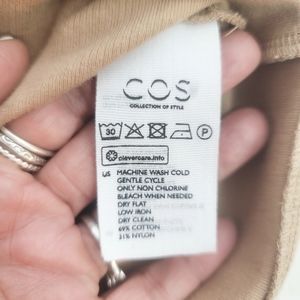 COS
COLLECTION OF STYLE
30
P
clevercare.info
US MACHINE WASH COLD
GENTLE CYCLE
ONLY NON CHLORINE
BLEACH WHEN NEEDED
DRY FLAT
LOW IRON
DRY CLEAN
69% COTTON
31% NYLON